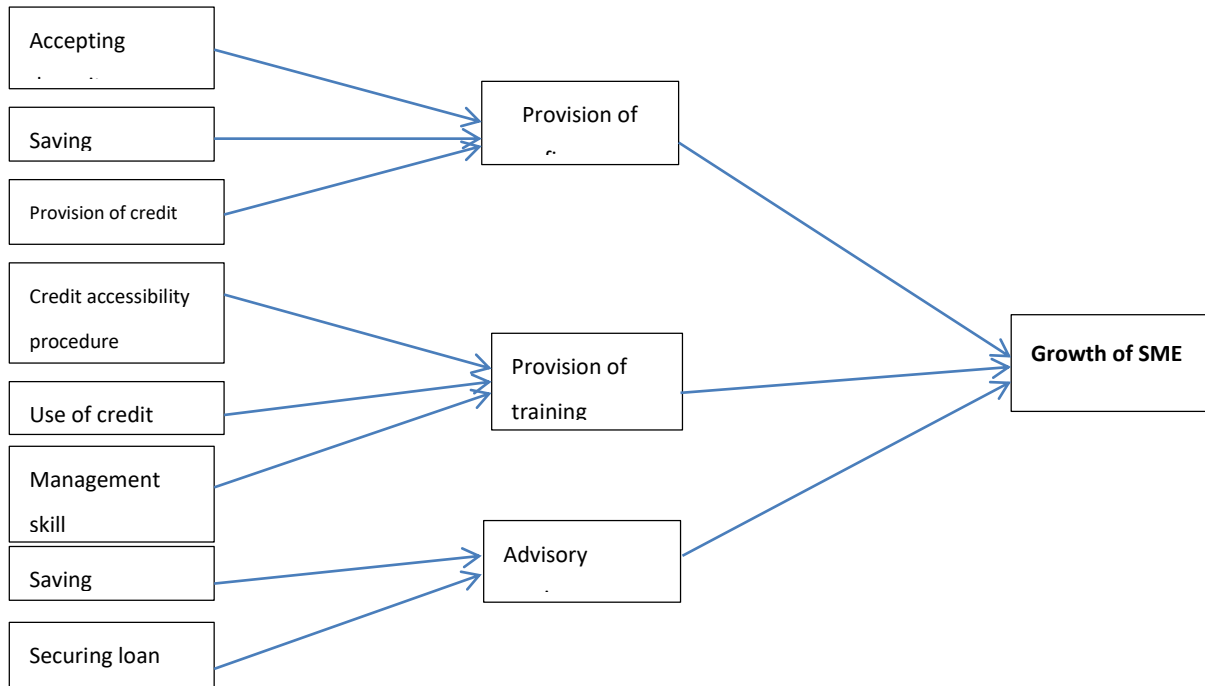 Accepting
Saving
Provision of credit
Credit accessibility
procedure
Use of credit
Management
skill
Saving
Securing loan
Provision of
Provision of
training
Advisory
Growth of SME